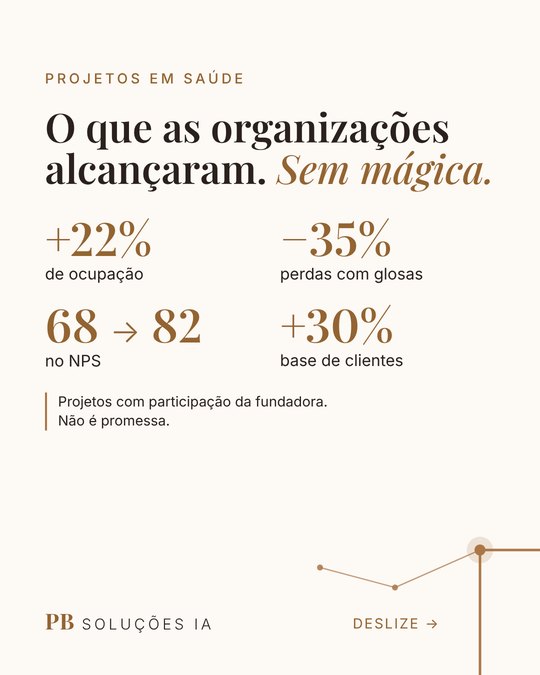 PROJETOS EM SAÚDE
O que as organizações
alcançaram. Sem mágica.
+22%
de ocupação
−35%
perdas com glosas
68 → 82
no NPS
+30%
base de clientes
Projetos com participação da fundadora.
Não é promessa.
PB SOLUÇÕES IA
DESLIZE →